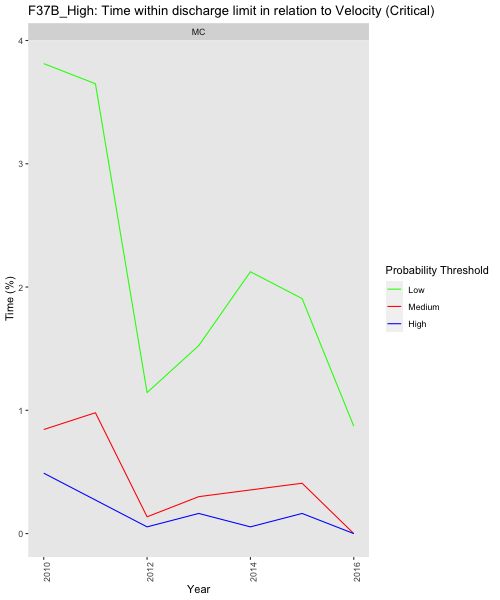 F37B_High: Time within discharge limit in relation to Velocity (Critical)
MC
4
3
2
1
0
Time (%)
2010
2012
2014
2016
Year
Probability Threshold
Low
Medium
High